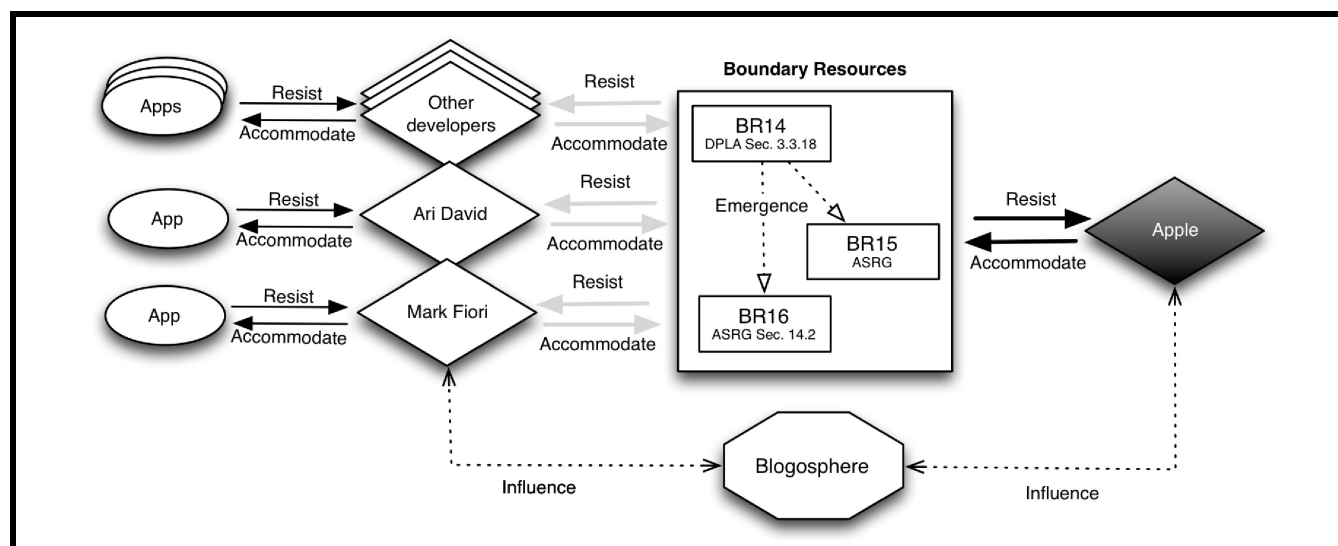 Boundary Resources
Apps
Resist
Accommodate
Other
developers
Resist
Accommodate
BR14
DPLA Sec. 3.3.18
Emergence
BR15
ASRG
BR16
ASRG Sec. 14.2
Resist
Accommodate
Apple
App
Resist
Accommodate
Ari David
Resist
Accommodate
App
Resist
Accommodate
Mark Fiori
Resist
Accommodate
Blogosphere
Influence
Influence